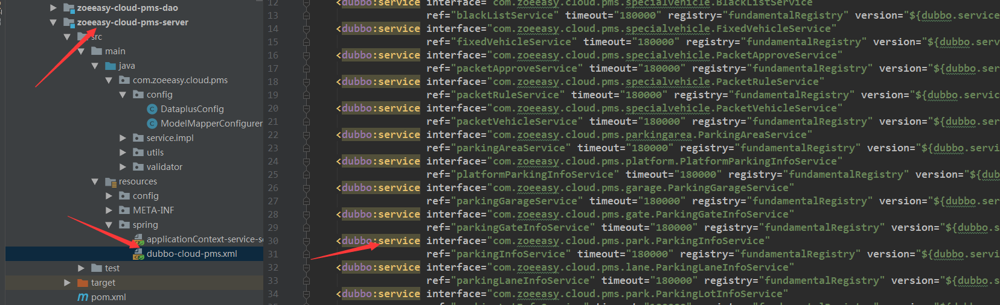 zoeeasy-cloud-pms-dao
zoeeasy-cloud-pms-server
src
main
java
com.zoeeasy.cloud.pms
config
DataplusConfig
ModelMapperConfigurer
service.impl
utils
validator
resources
config
META-INF
spring
applicationContext-service-se
dubbo-cloud-pms.xml
test
target
pom.xml
12 <dubbo:service interface="com.zoeeasy.cloud.pms.specialvehicle.BlackListService"
13 ref="blackListService" timeout="180000" registry="fundamentalRegistry" version="${dubbo.service
14 <dubbo:service interface="com.zoeeasy.cloud.pms.specialvehicle.FixedVehicleService"
15 ref="fixedVehicleService" timeout="180000" registry="fundamentalRegistry" version="${dubbo.serv
16 <dubbo:service interface="com.zoeeasy.cloud.pms.specialvehicle.PacketApproveService"
17 ref="packetApproveService" timeout="180000" registry="fundamentalRegistry" version="${dubbo.ser
18 <dubbo:service interface="com.zoeeasy.cloud.pms.specialvehicle.PacketRuleService"
19 ref="packetRuleService" timeout="180000" registry="fundamentalRegistry" version="${dubbo.servic
20 <dubbo:service interface="com.zoeeasy.cloud.pms.specialvehicle.PacketVehicleService"
21 ref="packetVehicleService" timeout="180000" registry="fundamentalRegistry" version="${dubbo.ser
22 <dubbo:service interface="com.zoeeasy.cloud.pms.parkingarea.ParkingAreaService"
23 ref="parkingAreaService" timeout="180000" registry="fundamentalRegistry" version="${dubbo.servi
24 <dubbo:service interface="com.zoeeasy.cloud.pms.platform.PlatformParkingInfoService"
25 ref="platformParkingInfoService" timeout="180000" registry="fundamentalRegistry" version="${dub
26 <dubbo:service interface="com.zoeeasy.cloud.pms.garage.ParkingGarageService"
27 ref="parkingGarageService" timeout="180000" registry="fundamentalRegistry" version="${dubbo.ser
28 <dubbo:service interface="com.zoeeasy.cloud.pms.gate.ParkingGateInfoService"
29 ref="parkingGateInfoService" timeout="180000" registry="fundamentalRegistry" version="${dubbo.s
30 <dubbo:service interface="com.zoeeasy.cloud.pms.park.ParkingInfoService"
31 ref="parkingInfoService" timeout="180000" registry="fundamentalRegistry" version="${dubbo.servi
32 <dubbo:service interface="com.zoeeasy.cloud.pms.lane.ParkingLaneInfoService"
33 ref="parkingLaneInfoService" timeout="180000" registry="fundamentalRegistry" version="${dubbo.s
34 <dubbo:service interface="com.zoeeasy.cloud.pms.park.ParkingLotInfoService"